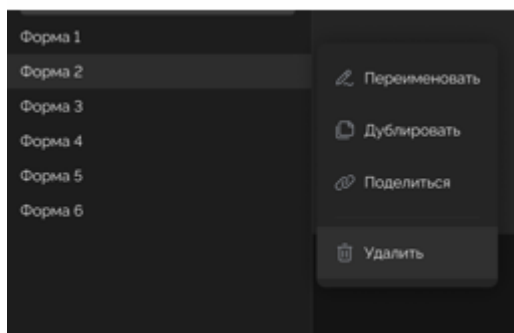 Форма 1
Форма 2
Форма 3
Форма 4
Форма 5
Форма 6
Переименовать
Дублировать
Поделиться
Удалить